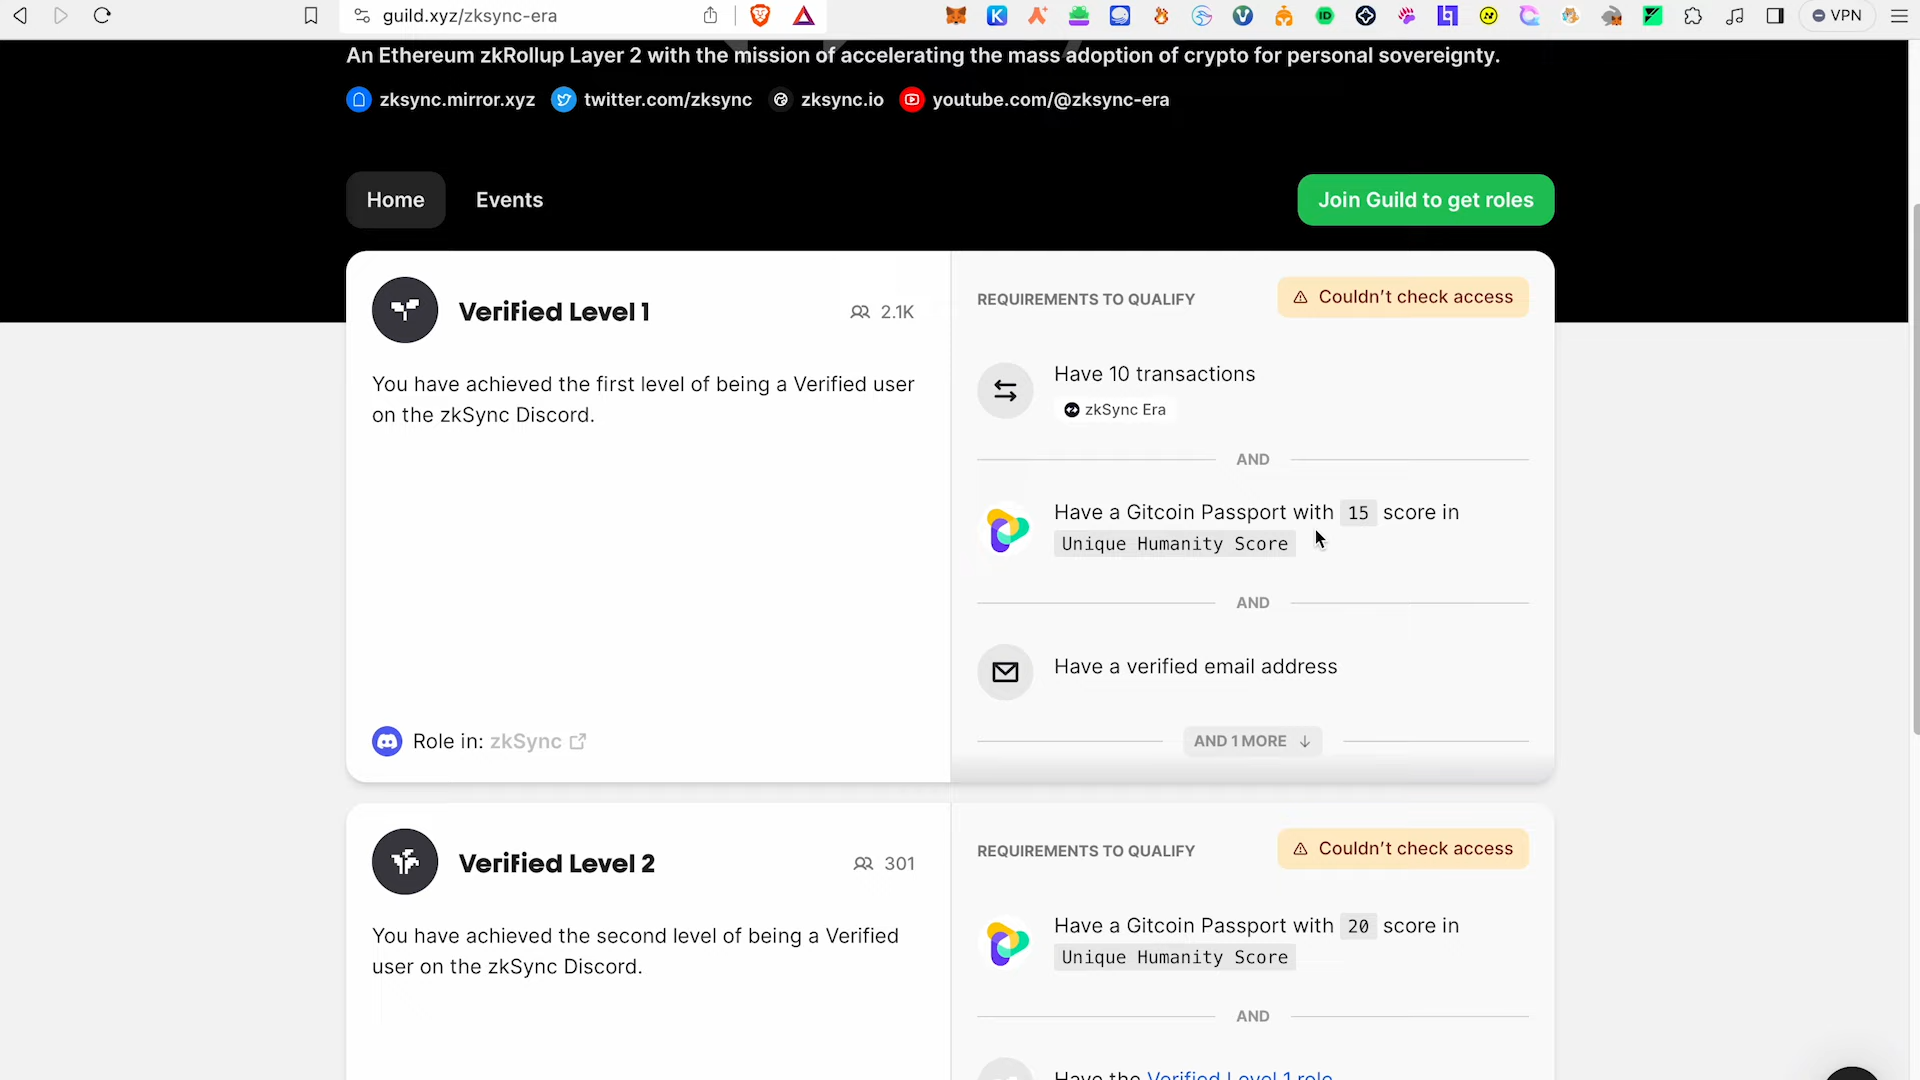 guild.xyz/zksync-era
VPN
An Ethereum zkRollup Layer 2 with the mission of accelerating the mass adoption of crypto for personal sovereignty.
zksync.mirror.xyz twitter.com/zksync zksync.io youtube.com/@zksync-era
Home Events Join Guild to get roles
Verified Level 1 2.1K
You have achieved the first level of being a Verified user
on the zkSync Discord.
Role in: zkSync
REQUIREMENTS TO QUALIFY Couldn't check access
Have 10 transactions
zkSync Era
AND
Have a Gitcoin Passport with 15 score in
Unique Humanity Score
AND
Have a verified email address
AND 1 MORE
Verified Level 2 301
You have achieved the second level of being a Verified
user on the zkSync Discord.
REQUIREMENTS TO QUALIFY Couldn't check access
Have a Gitcoin Passport with 20 score in
Unique Humanity Score
AND
Have the Verified Level 1 role